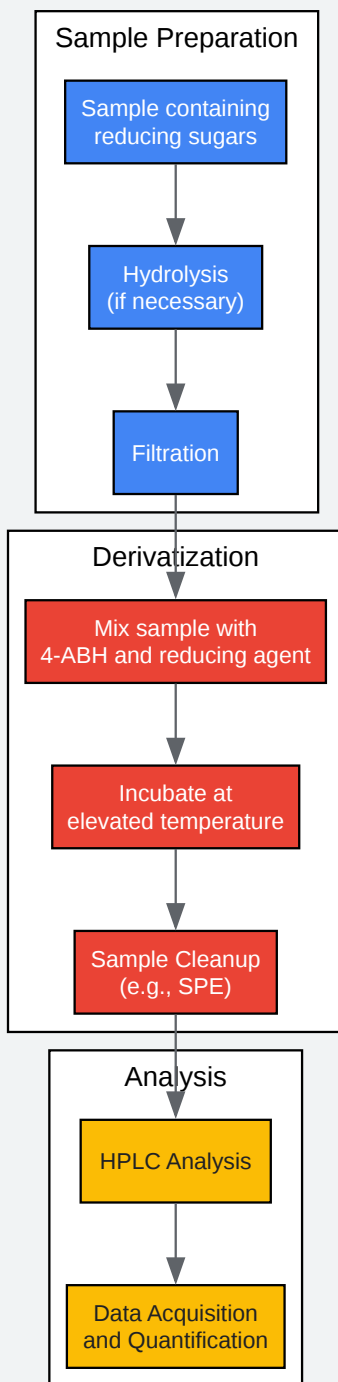 Sample Preparation
Sample containing
reducing sugars
Hydrolysis
(if necessary)
Filtration
Derivatization
Mix sample with
4-ABH and reducing agent
Incubate at
elevated temperature
Sample Cleanup
(e.g., SPE)
Analysis
HPLC Analysis
Data Acquisition
and Quantification